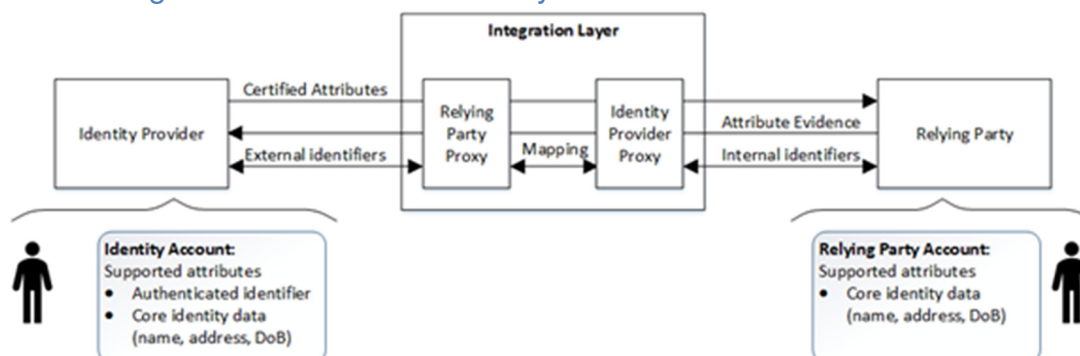 Integration Layer
Certified Attributes
Identity Provider
Relying
Party
Proxy
Identity
Provider
Proxy
Attribute Evidence
Relying Party
External identifiers
Mapping
Internal identifiers
Identity Account:
Supported attributes
• Authenticated identifier
• Core identity data
(name, address, DoB)
Relying Party Account:
Supported attributes
• Core identity data
(name, address, DoB)